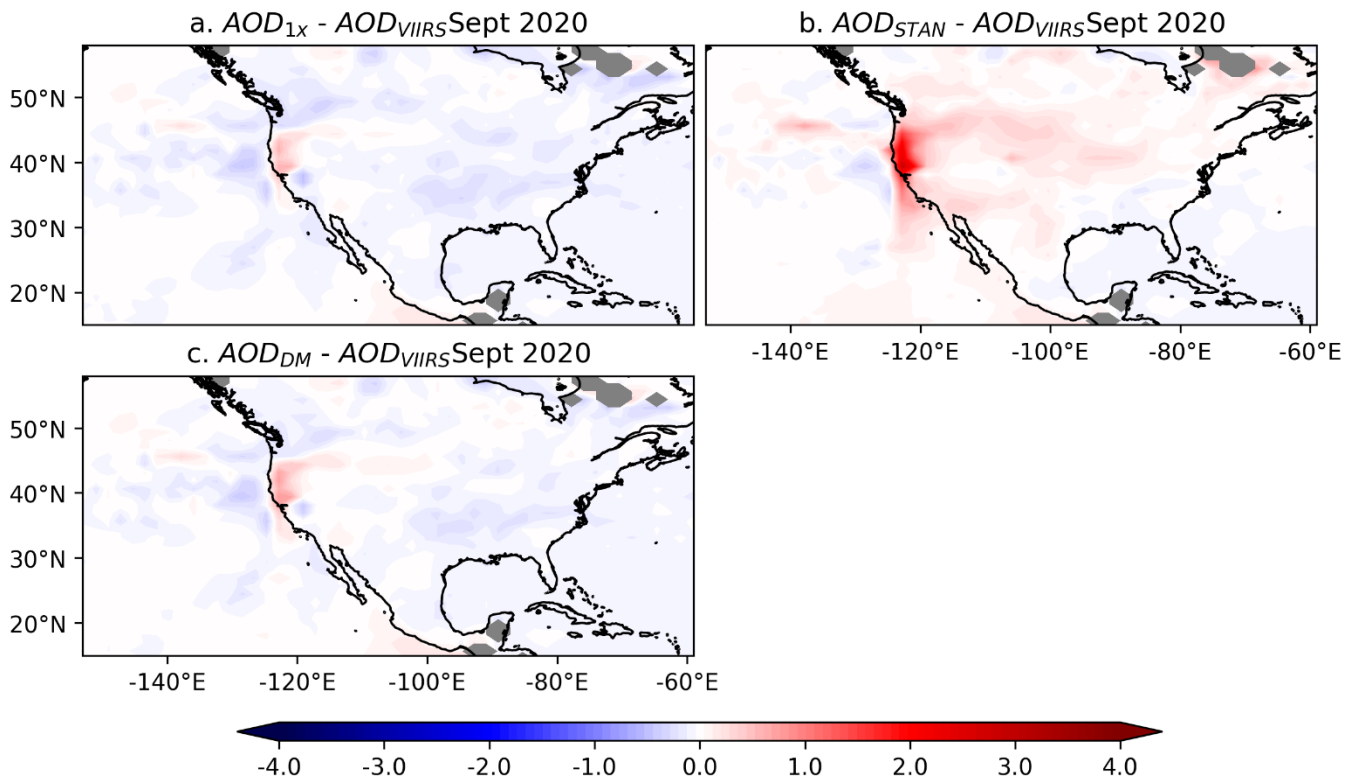 a. AOD1x - AODVIIRSSept 2020
b. AODSTAN - AODVIIRSSept 2020
50°N
40°N
30°N
20°N
-140°E -120°E -100°E -80°E -60°E
c. AODDM - AODVIIRSSept 2020
50°N
40°N
30°N
20°N
-140°E -120°E -100°E -80°E -60°E
-4.0 -3.0 -2.0 -1.0 0.0 1.0 2.0 3.0 4.0